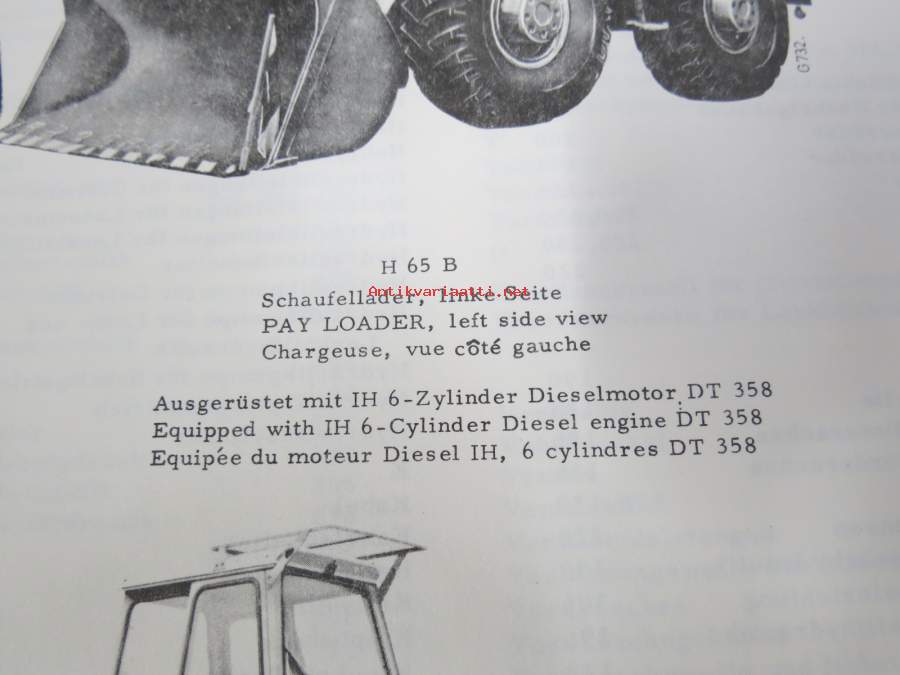 G 732.
H 65 B
Antikvariaatti.net
Schaufellader, linke Seite
PAY LOADER, left side view
Chargeuse, vue côté gauche
Ausgerüstet mit IH 6-Zylinder Dieselmotor DT 358
Equipped with IH 6-Cylinder Diesel engine DT 358
Equipée du moteur Diesel IH, 6 cylindres DT 358